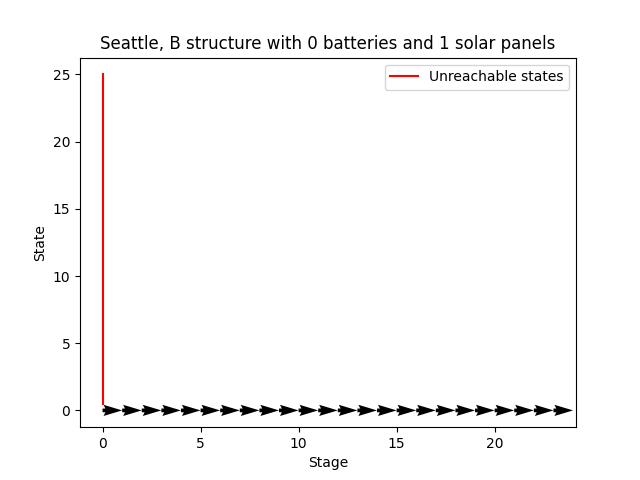 Seattle, B structure with 0 batteries and 1 solar panels
Unreachable states
25
20
15
10
5
0
State
0
5
10
15
20
Stage